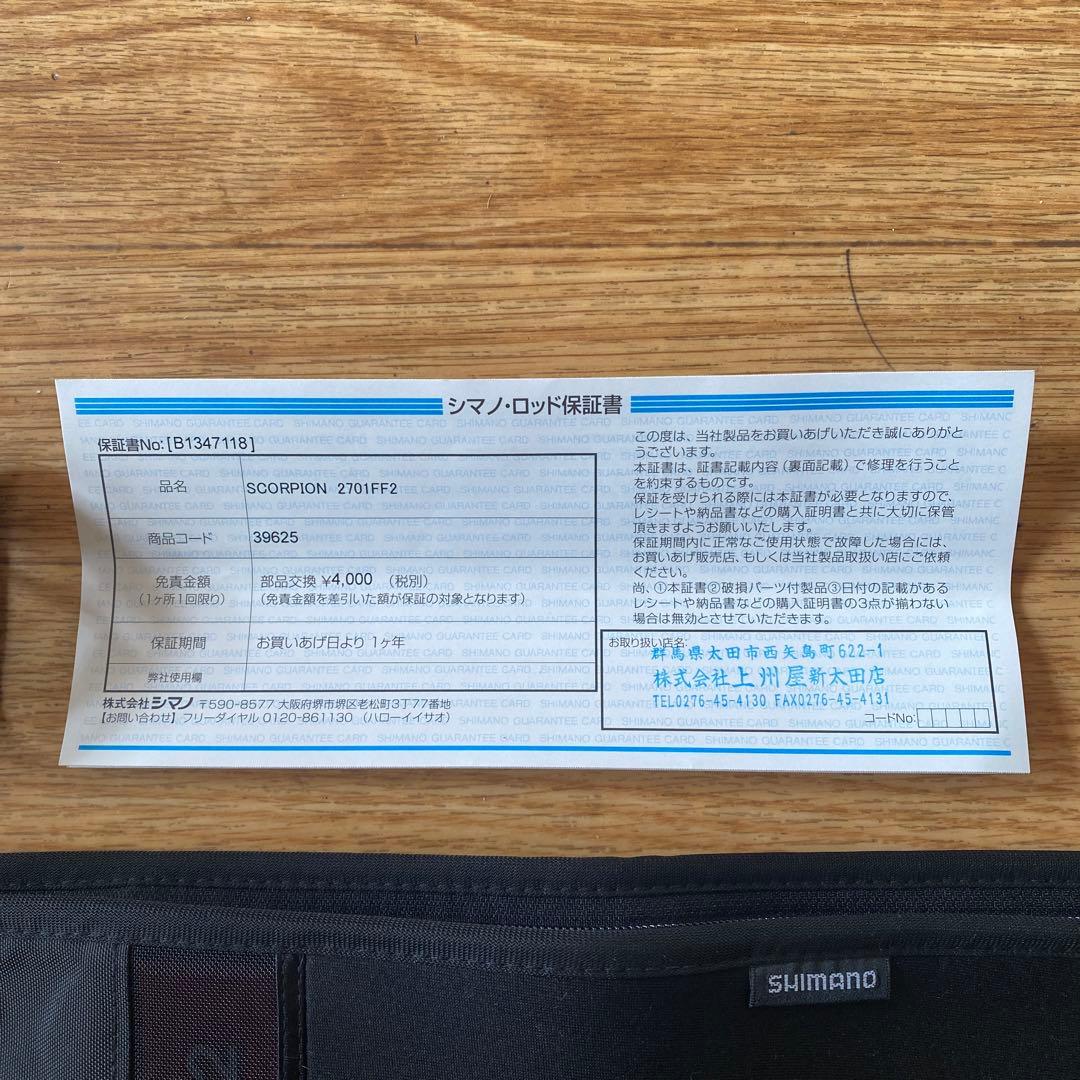 シマノ・ロッド保証書
保証書No:[B1347118]
品名 SCORPION 2701FF2
商品コード 39625
免責金額 部品交換 ¥4,000 (税別)
(1ヶ所1回限り) (免責金額を差引いた額が保証の対象となります)
保証期間 お買いあげ日より 1ヶ年
弊社使用欄
株式会社シマノ 〒590-8577 大阪府堺市堺区老松町3丁77番地
【お問い合わせ】フリーダイヤル 0120-861130 (ハローイイサオ)
この度は、当社製品をお買いあげいただき誠にありがと
うございます。
本証書は、証書記載内容(裏面記載)で修理を行うこと
を約束するものです。
保証を受けられる際には本証書が必要となりますので、
レシートや納品書などの購入証明書と共に大切に保管
頂きますようお願いいたします。
保証期間内に正常なご使用状態で故障した場合には、
お買いあげ販売店、もしくは当社製品取扱い店にご依頼
ください。
尚、①本証書②破損パーツ付製品③日付の記載がある
レシートや納品書などの購入証明書の3点が揃わない
場合は無効とさせていただきます。
お取り扱い店名:
群馬県太田市西矢島町622-1
株式会社上州屋新太田店
TEL0276-45-4130 FAX0276-45-4131
コードNo:
SHIMANO GUARANTEE CARD
SHIMANO